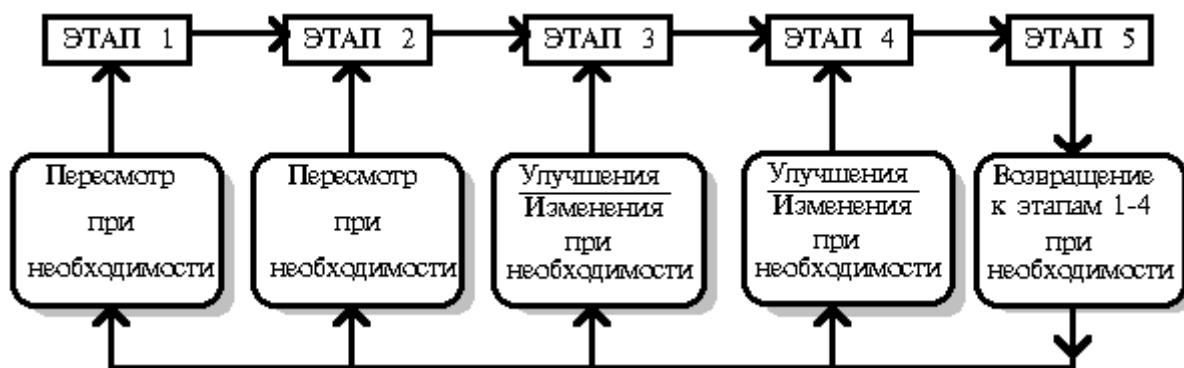 ЭТАП 1
ЭТАП 2
ЭТАП 3
ЭТАП 4
ЭТАП 5
Пересмотр
при
необходимости
Пересмотр
при
необходимости
Улучшения
Изменения
при
необходимости
Улучшения
Изменения
при
необходимости
Возвращение
к этапам 1-4
при
необходимости